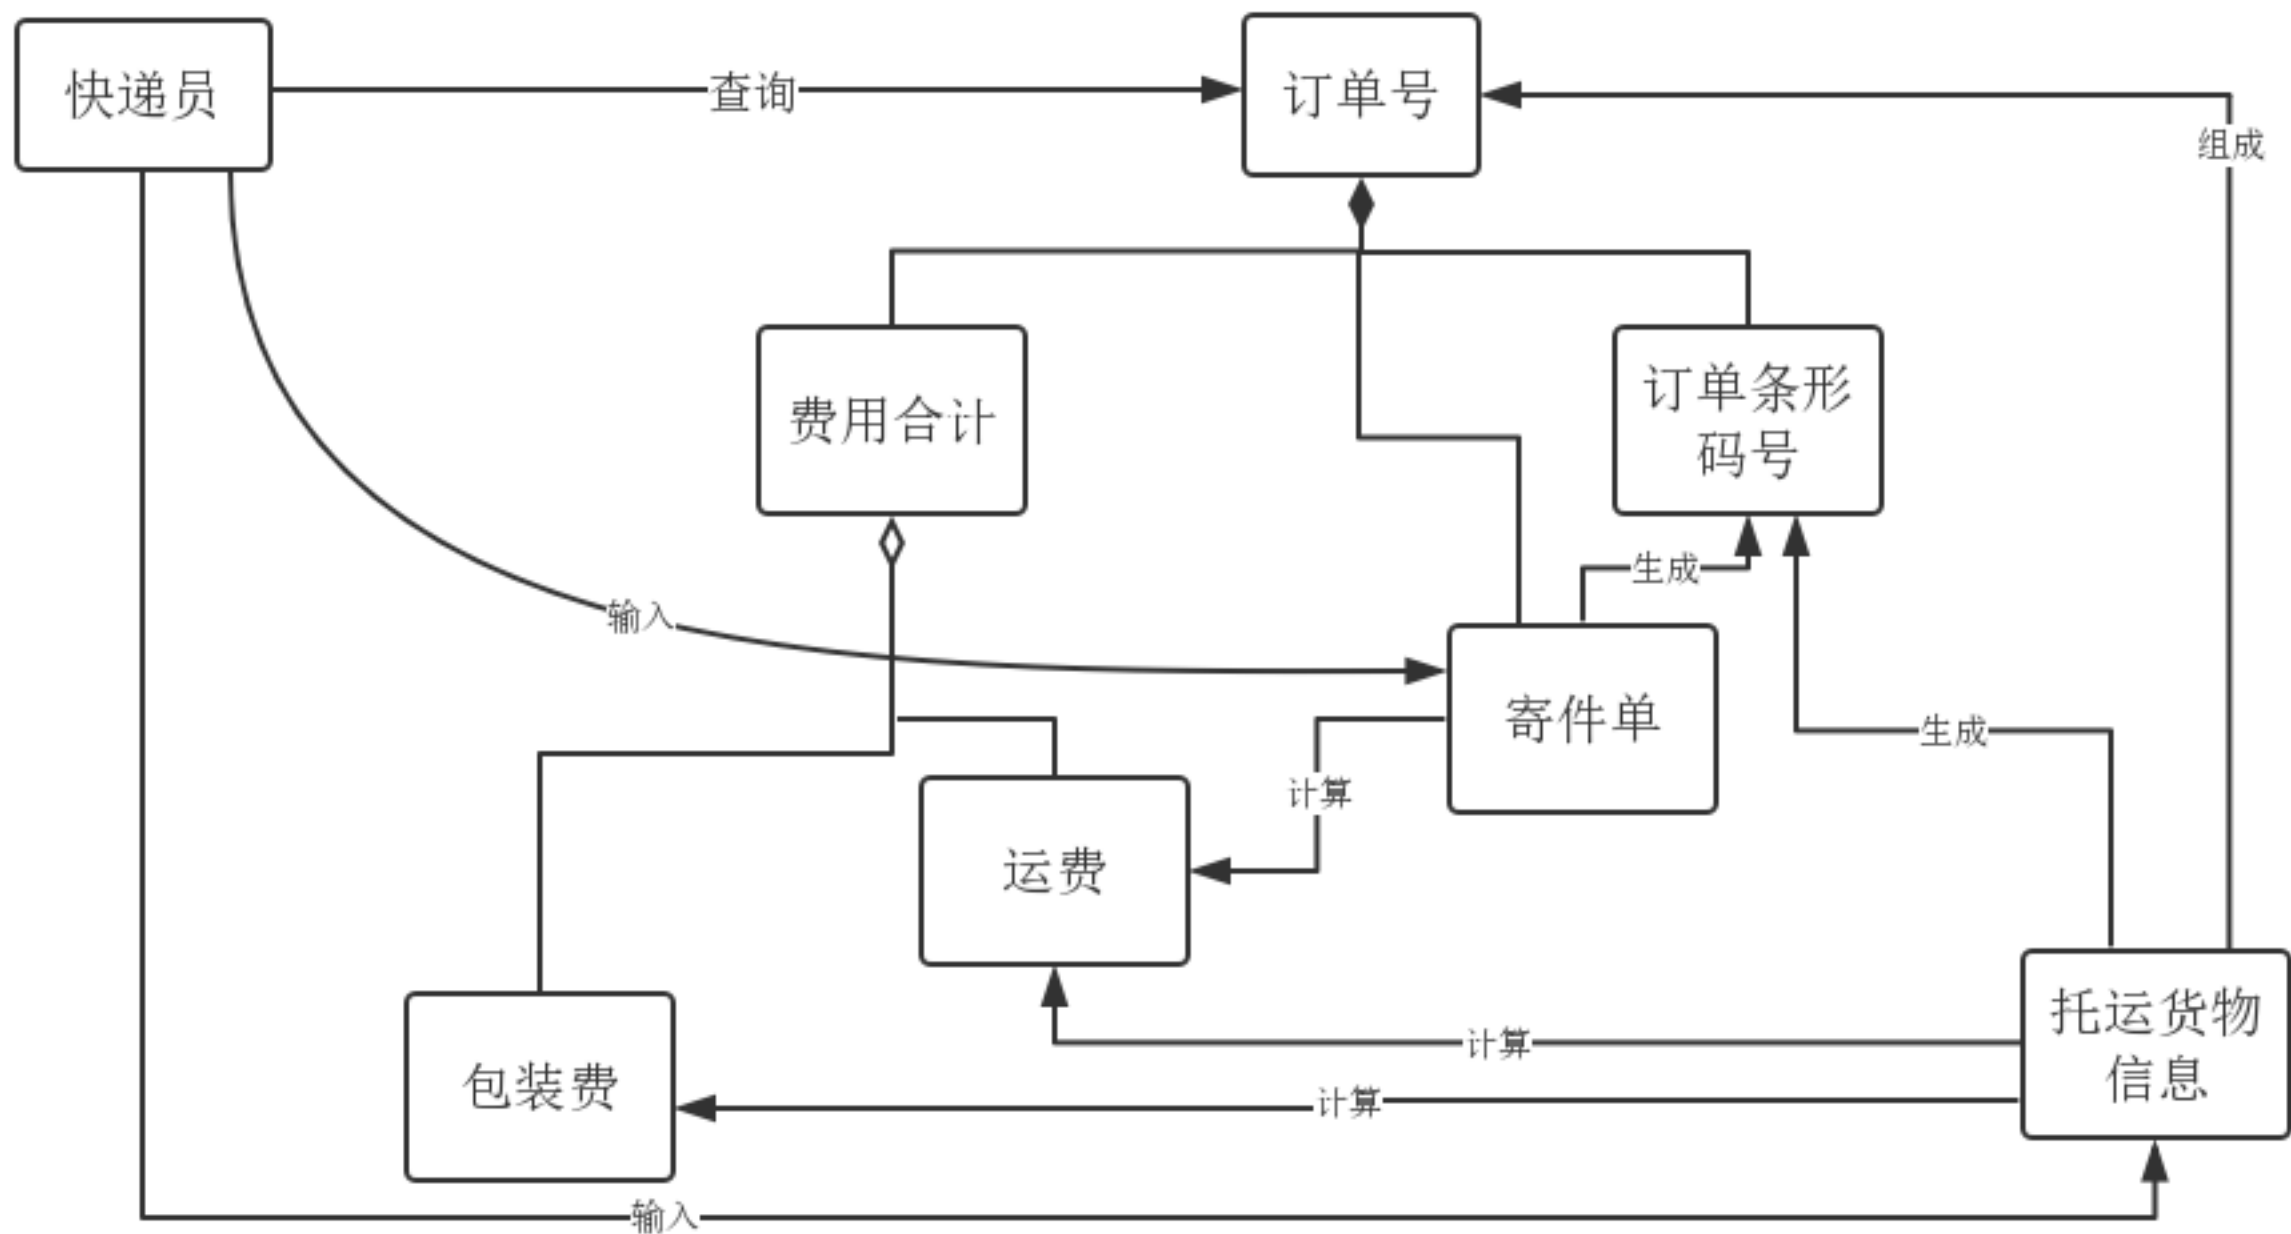 快递员
查询
订单号
组成
费用合计
订单条形
码号
生成
输入
寄件单
生成
计算
运费
托运货物
信息
计算
包装费
计算
输入